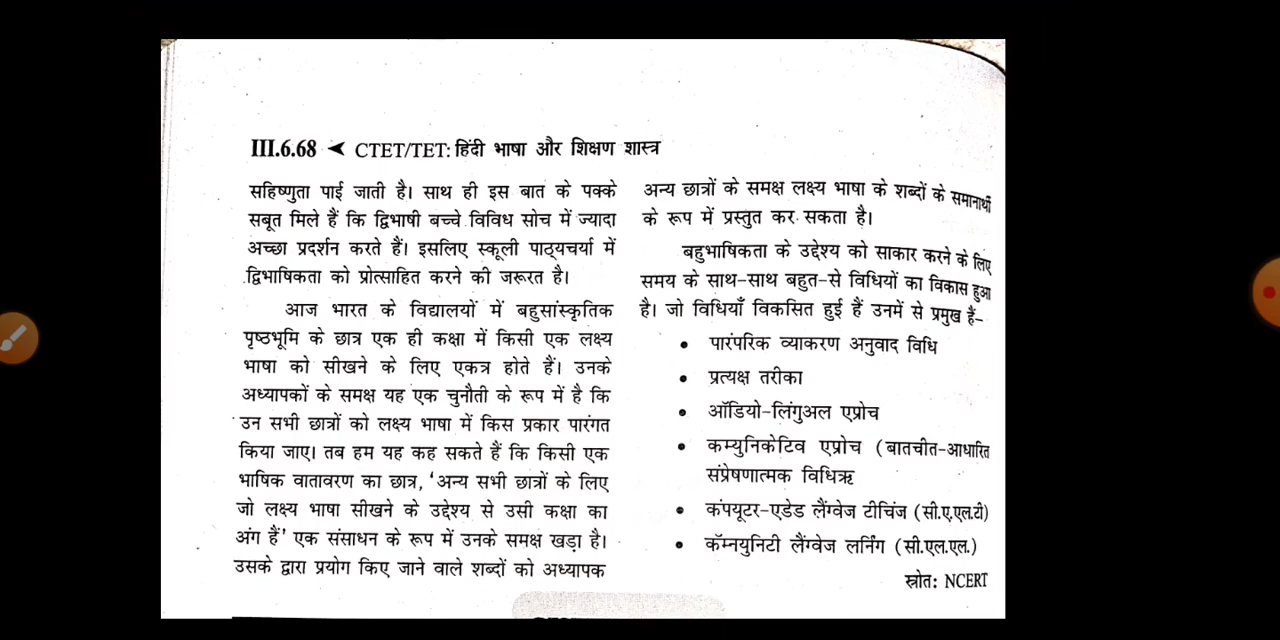 III.6.68 ◄ CTET/TET: हिंदी भाषा और शिक्षण शास्त्र
सहिष्णुता पाई जाती है। साथ ही इस बात के पक्के
सबूत मिले हैं कि द्विभाषी बच्चे विविध सोच में ज्यादा
अच्छा प्रदर्शन करते हैं। इसलिए स्कूली पाठ्यचर्या में
द्विभाषिकता को प्रोत्साहित करने की जरूरत है।
आज भारत के विद्यालयों में बहुसांस्कृतिक
पृष्ठभूमि के छात्र एक ही कक्षा में किसी एक लक्ष्य
भाषा को सीखने के लिए एकत्र होते हैं। उनके
अध्यापकों के समक्ष यह एक चुनौती के रूप में है कि
उन सभी छात्रों को लक्ष्य भाषा में किस प्रकार पारंगत
किया जाए। तब हम यह कह सकते हैं कि किसी एक
भाषिक वातावरण का छात्र, 'अन्य सभी छात्रों के लिए
जो लक्ष्य भाषा सीखने के उद्देश्य से उसी कक्षा का
अंग हैं' एक संसाधन के रूप में उनके समक्ष खड़ा है।
उसके द्वारा प्रयोग किए जाने वाले शब्दों को अध्यापक
अन्य छात्रों के समक्ष लक्ष्य भाषा के शब्दों के समानार्थी
के रूप में प्रस्तुत कर सकता है।
बहुभाषिकता के उद्देश्य को साकार करने के लिए
समय के साथ-साथ बहुत-से विधियों का विकास हुआ
है। जो विधियाँ विकसित हुई हैं उनमें से प्रमुख हैं-
• पारंपरिक व्याकरण अनुवाद विधि
• प्रत्यक्ष तरीका
• ऑडियो-लिंगुअल एप्रोच
• कम्युनिकेटिव एप्रोच (बातचीत-आधारित
संप्रेषणात्मक विधिऋ
• कंपयूटर-एडेड लैंग्वेज टीचिंज (सी.ए.एल.टी)
• कॅम्नयुनिटी लैंग्वेज लर्निंग (सी.एल.एल.)
स्रोत: NCERT